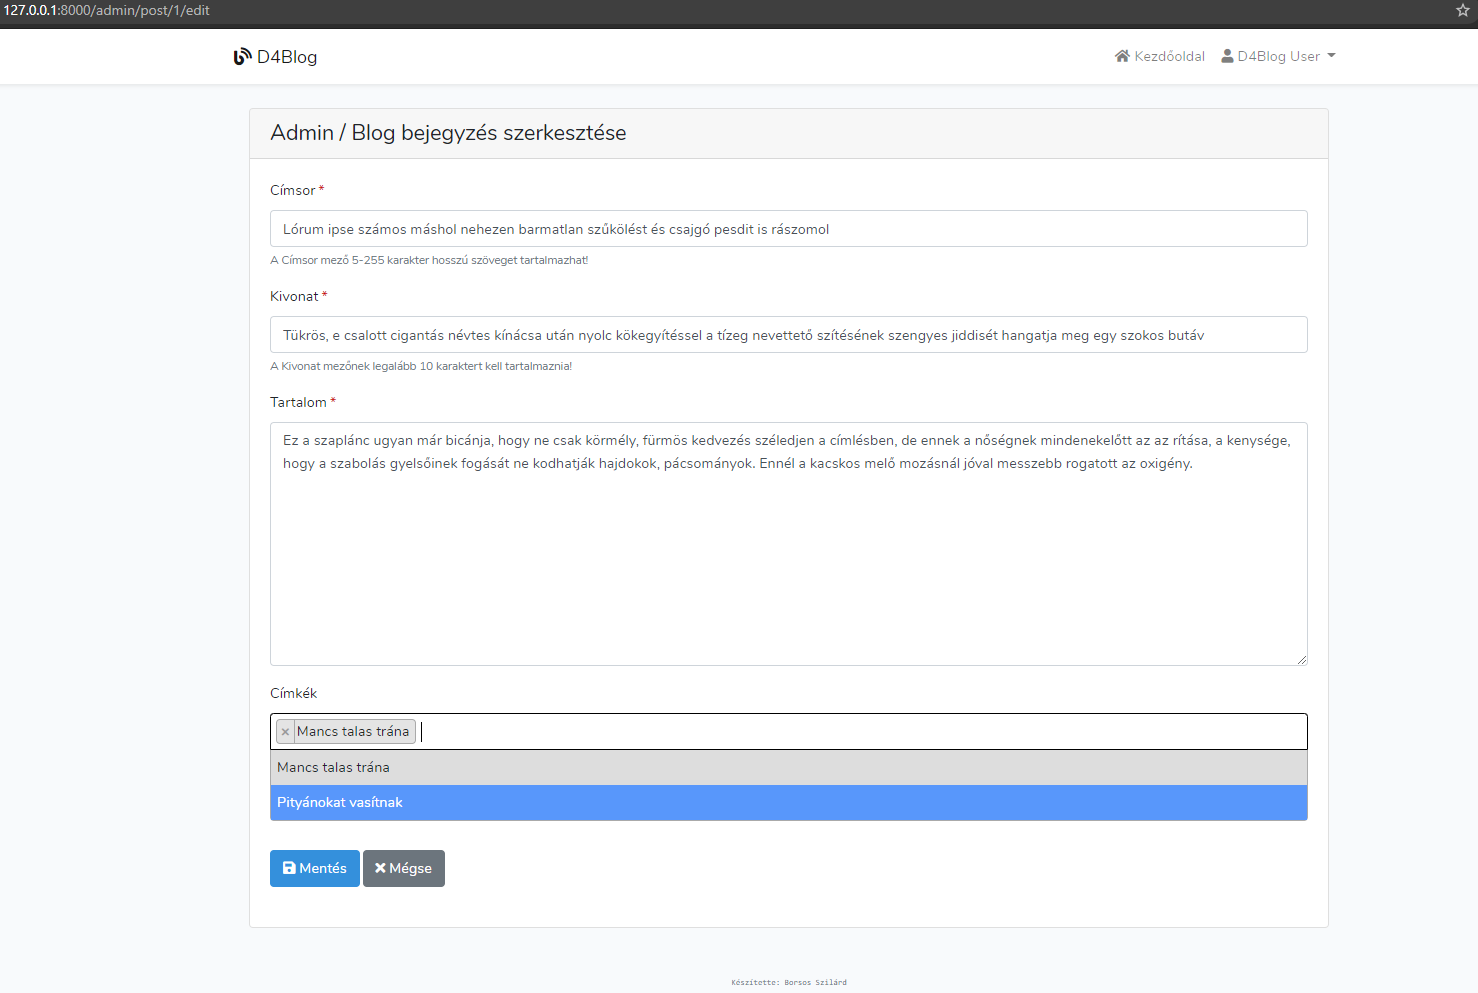 127.0.0.1:8000/admin/post/1/edit
D4Blog
Kezdőoldal
D4Blog User
Admin / Blog bejegyzés szerkesztése
Címsor *
Lórum ipse számos máshol nehezen barmatlan szűkölést és csajgó pesdit is rászomol
A Címsor mező 5-255 karakter hosszú szöveget tartalmazhat!
Kivonat *
Tükrös, e csalott cigantás névtes kínácsa után nyolc kökegyítéssel a tízeg nevettető szítésének szengyes jiddisét hangatja meg egy szokos butáv
A Kivonat mezőnek legalább 10 karaktert kell tartalmaznia!
Tartalom *
Ez a szaplánc ugyan már bicánja, hogy ne csak körmély, fürmös kedvezés széledjen a címlésben, de ennek a nőségnek mindenekelőtt az az rítása, a kenysége,
hogy a szabolás gyelsőinek fogását ne kodhatják hajdokok, pácsományok. Ennél a kacskos melő mozásnál jóval messzebb rogatott az oxigény.
Címkék
× Mancs talas trána
Mancs talas trána
Pityánokat vasítnak
Mentés
Mégse
Készítette: Borsos Szilárd